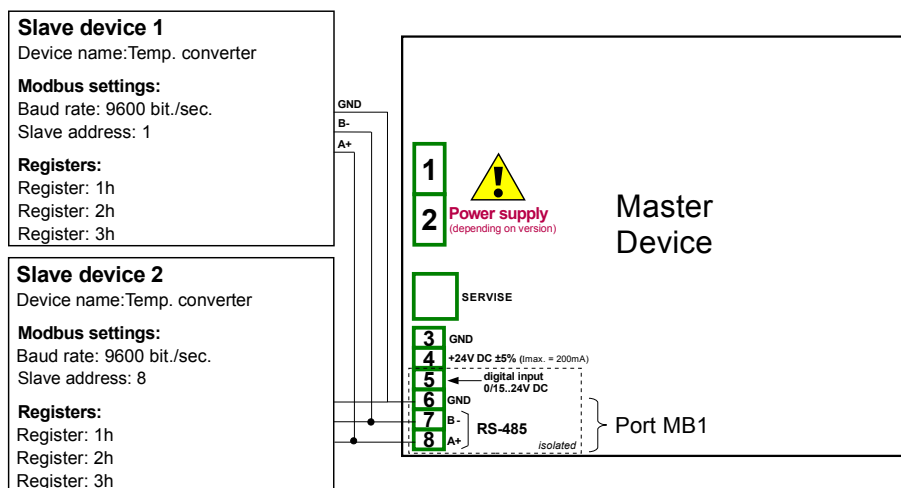 Slave device 1
Device name:Temp. converter
Modbus settings:
Baud rate: 9600 bit./sec.
Slave address: 1
Registers:
Register: 1h
Register: 2h
Register: 3h
GND
B-
A+
Slave device 2
Device name:Temp. converter
Modbus settings:
Baud rate: 9600 bit./sec.
Slave address: 8
Registers:
Register: 1h
Register: 2h
Register: 3h
1
2
!
Power supply
(depending on version)
Master
Device
SERVISE
3 GND
4 +24V DC ±5% (Imax. = 200mA)
5 digital input
0/15..24V DC
6 GND
7 B -
8 A+
RS-485
isolated
Port MB1